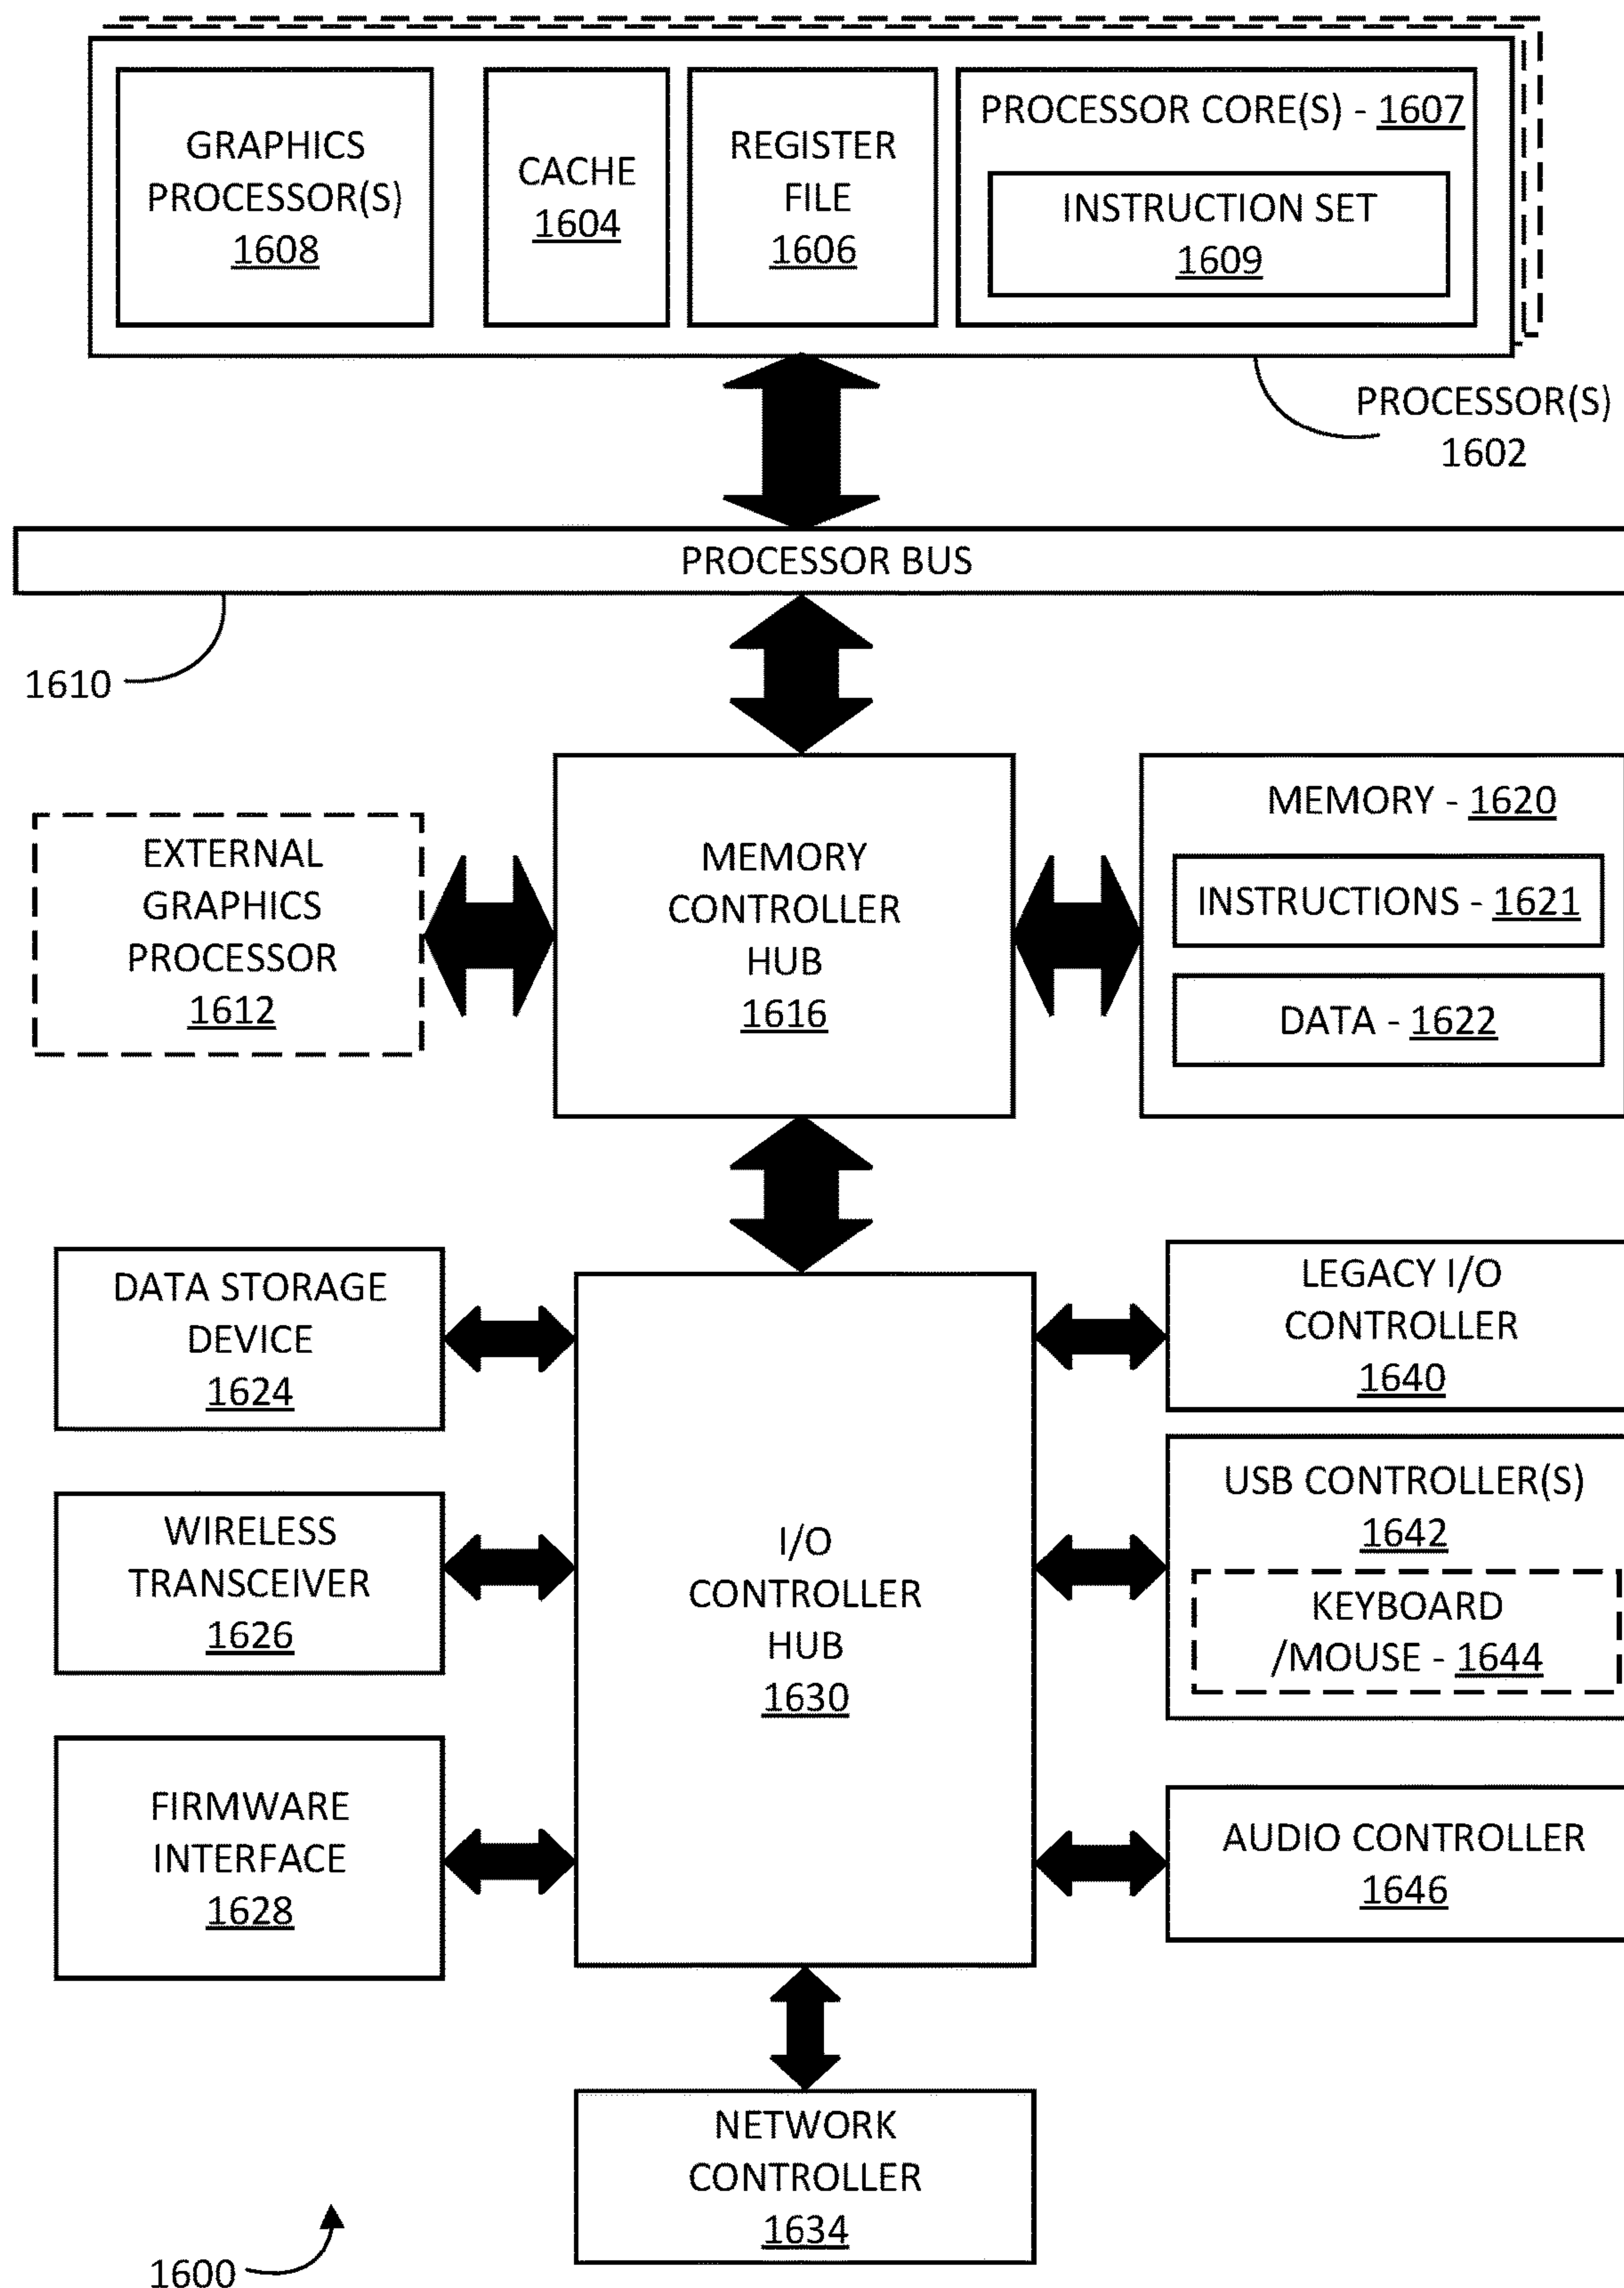 GRAPHICS
PROCESSOR(S)
1608
CACHE
1604
REGISTER
FILE
1606
PROCESSOR CORE(S) - 1607
INSTRUCTION SET
1609
PROCESSOR(S)
1602
PROCESSOR BUS
1610
EXTERNAL
GRAPHICS
PROCESSOR
1612
MEMORY
CONTROLLER
HUB
1616
MEMORY - 1620
INSTRUCTIONS - 1621
DATA - 1622
DATA STORAGE
DEVICE
1624
WIRELESS
TRANSCEIVER
1626
FIRMWARE
INTERFACE
1628
I/O
CONTROLLER
HUB
1630
LEGACY I/O
CONTROLLER
1640
USB CONTROLLER(S)
1642
KEYBOARD
/MOUSE - 1644
AUDIO CONTROLLER
1646
NETWORK
CONTROLLER
1634
1600